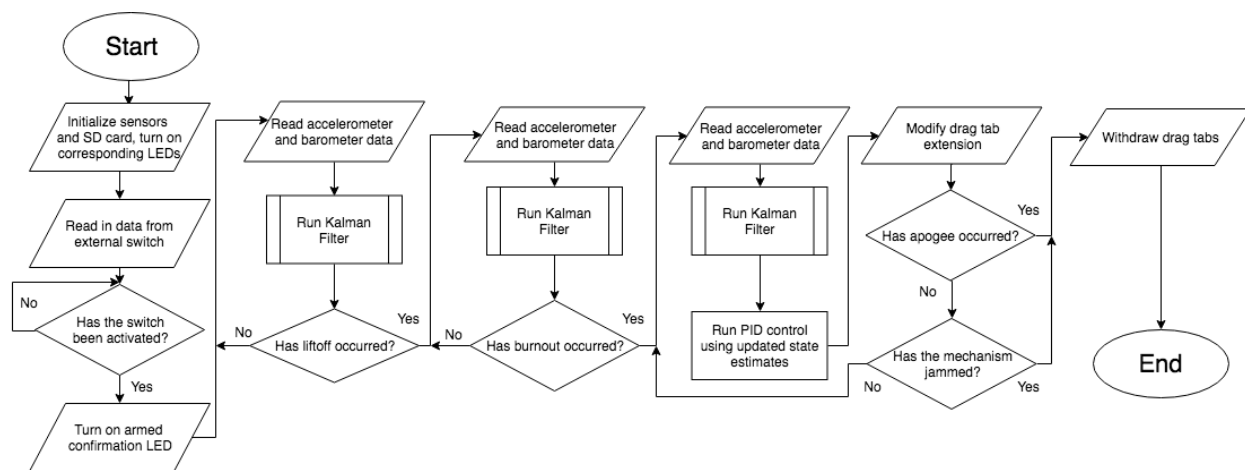 Start
Initialize sensors
and SD card, turn on
corresponding LEDs
Read in data from
external switch
No
Has the switch
been activated?
Yes
Turn on armed
confirmation LED
Read accelerometer
and barometer data
Run Kalman
Filter
No
Has liftoff occurred?
Yes
Read accelerometer
and barometer data
Run Kalman
Filter
No
Has burnout occurred?
Yes
Read accelerometer
and barometer data
Run Kalman
Filter
Run PID control
using updated state
estimates
Modify drag tab
extension
Has apogee occurred?
Yes
No
Has the mechanism
jammed?
No
Yes
Withdraw drag tabs
End